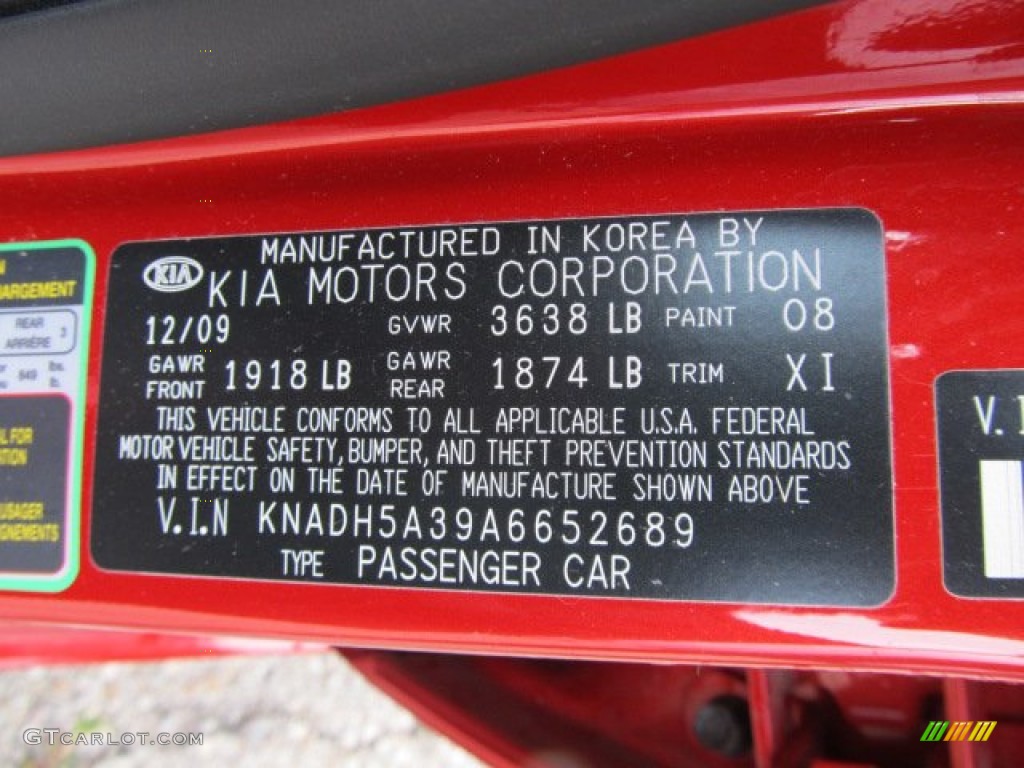 MANUFACTURED IN KOREA BY
KIA KIA MOTORS CORPORATION
12/09 GVWR 3638 LB PAINT 08
GAWR FRONT 1918 LB GAWR REAR 1874 LB TRIM XI
THIS VEHICLE CONFORMS TO ALL APPLICABLE U.S.A. FEDERAL
MOTOR VEHICLE SAFETY, BUMPER, AND THEFT PREVENTION STANDARDS
IN EFFECT ON THE DATE OF MANUFACTURE SHOWN ABOVE
V.I.N KNADH5A39A6652689
TYPE PASSENGER CAR
REAR 3
ARRIÈRE
849 lbs.
V.I
GTCARLOT.COM